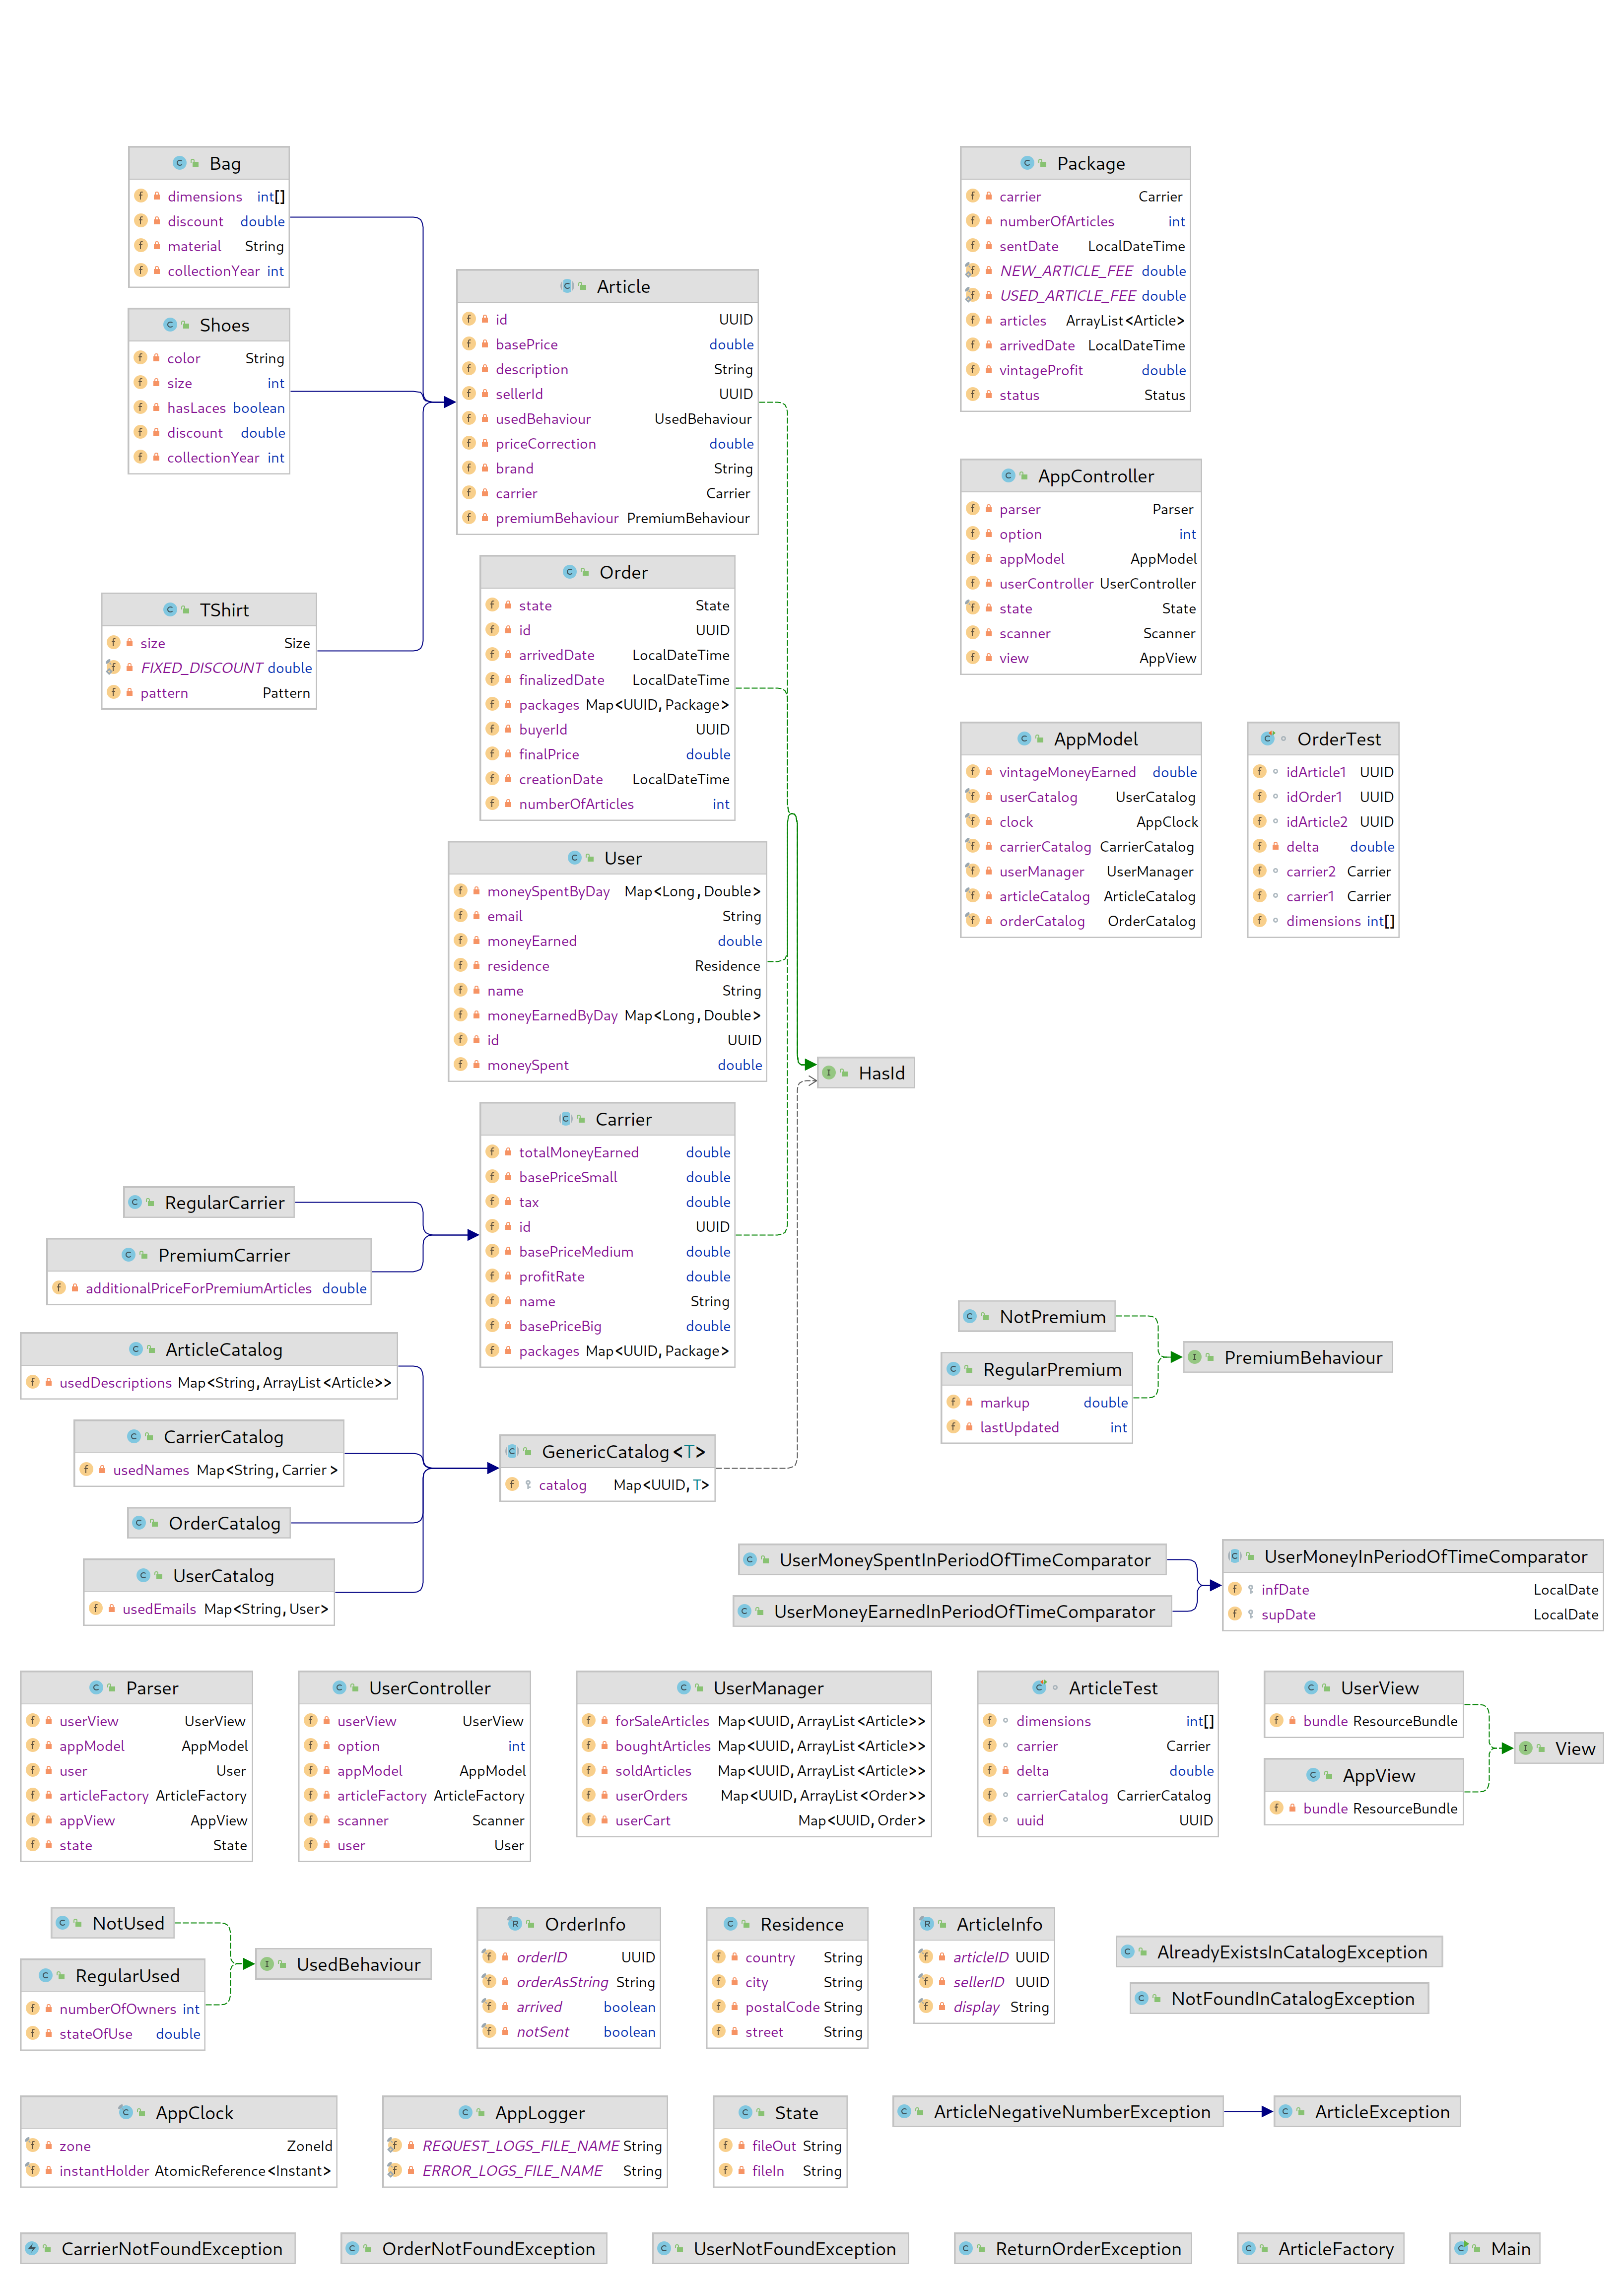 Bag
dimensions int[]
discount double
material String
collectionYear int
Shoes
color String
size int
hasLaces boolean
discount double
collectionYear int
TShirt
size Size
FIXED_DISCOUNT double
pattern Pattern
Article
id UUID
basePrice double
description String
sellerId UUID
usedBehaviour UsedBehaviour
priceCorrection double
brand String
carrier Carrier
premiumBehaviour PremiumBehaviour
Order
state State
id UUID
arrivedDate LocalDateTime
finalizedDate LocalDateTime
packages Map<UUID, Package>
buyerId UUID
finalPrice double
creationDate LocalDateTime
numberOfArticles int
User
moneySpentByDay Map<Long, Double>
email String
moneyEarned double
residence Residence
name String
moneyEarnedByDay Map<Long, Double>
id UUID
moneySpent double
Carrier
totalMoneyEarned double
basePriceSmall double
tax double
id UUID
basePriceMedium double
profitRate double
name String
basePriceBig double
packages Map<UUID, Package>
HasId
Package
carrier Carrier
numberOfArticles int
sentDate LocalDateTime
NEW_ARTICLE_FEE double
USED_ARTICLE_FEE double
articles ArrayList<Article>
arrivedDate LocalDateTime
vintageProfit double
status Status
AppController
parser Parser
option int
appModel AppModel
userController UserController
state State
scanner Scanner
view AppView
AppModel
vintageMoneyEarned double
userCatalog UserCatalog
clock AppClock
carrierCatalog CarrierCatalog
userManager UserManager
articleCatalog ArticleCatalog
orderCatalog OrderCatalog
OrderTest
idArticle1 UUID
idOrder1 UUID
idArticle2 UUID
delta double
carrier2 Carrier
carrier1 Carrier
dimensions int[]
RegularCarrier
PremiumCarrier
additionalPriceForPremiumArticles double
ArticleCatalog
usedDescriptions Map<String, ArrayList<Article>>
CarrierCatalog
usedNames Map<String, Carrier>
OrderCatalog
UserCatalog
usedEmails Map<String, User>
GenericCatalog<T>
catalog Map<UUID, T>
NotPremium
RegularPremium
markup double
lastUpdated int
PremiumBehaviour
UserMoneySpentInPeriodOfTimeComparator
UserMoneyEarnedInPeriodOfTimeComparator
UserMoneyInPeriodOfTimeComparator
infDate LocalDate
supDate LocalDate
Parser
userView UserView
appModel AppModel
user User
articleFactory ArticleFactory
appView AppView
state State
UserController
userView UserView
option int
appModel AppModel
articleFactory ArticleFactory
scanner Scanner
user User
UserManager
forSaleArticles Map<UUID, ArrayList<Article>>
boughtArticles Map<UUID, ArrayList<Article>>
soldArticles Map<UUID, ArrayList<Article>>
userOrders Map<UUID, ArrayList<Order>>
userCart Map<UUID, Order>
ArticleTest
dimensions int[]
carrier Carrier
delta double
carrierCatalog CarrierCatalog
uuid UUID
UserView
bundle ResourceBundle
AppView
bundle ResourceBundle
View
NotUsed
RegularUsed
numberOfOwners int
stateOfUse double
UsedBehaviour
OrderInfo
orderID UUID
orderAsString String
arrived boolean
notSent boolean
Residence
country String
city String
postalCode String
street String
ArticleInfo
articleID UUID
sellerID UUID
display String
AlreadyExistsInCatalogException
NotFoundInCatalogException
AppClock
zone ZoneId
instantHolder AtomicReference<Instant>
AppLogger
REQUEST_LOGS_FILE_NAME String
ERROR_LOGS_FILE_NAME String
State
fileOut String
fileIn String
ArticleNegativeNumberException
ArticleException
CarrierNotFoundException
OrderNotFoundException
UserNotFoundException
ReturnOrderException
ArticleFactory
Main